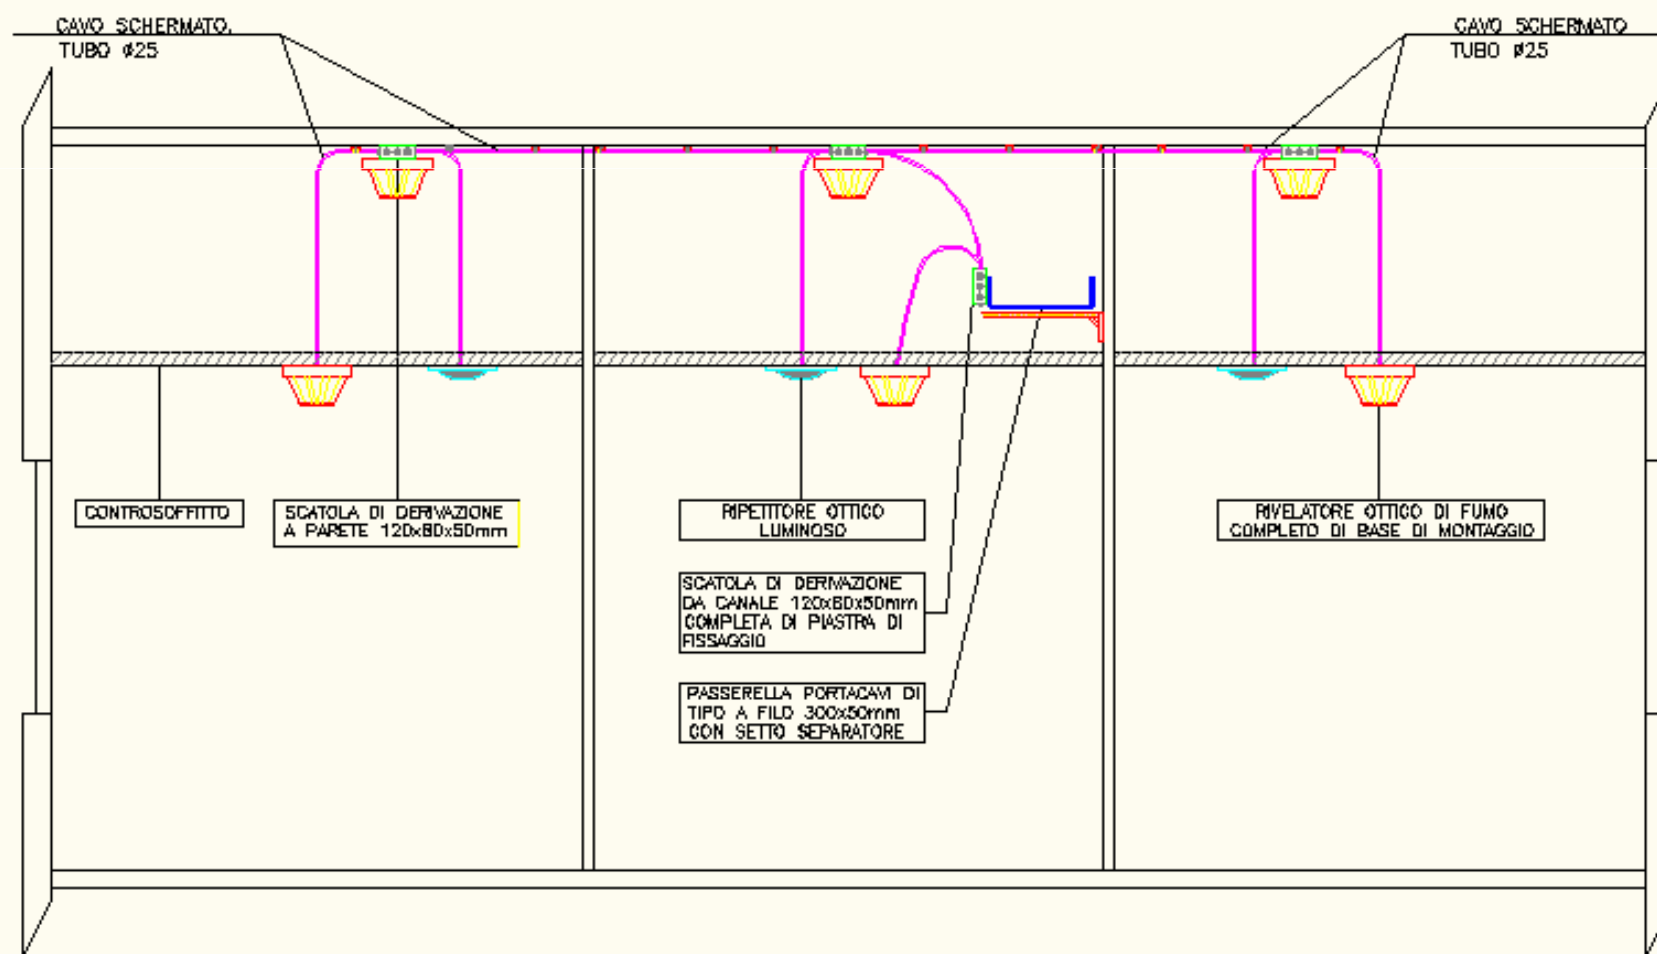 CAVO SCHERMATO.
TUBO ø25
CAVO SCHERMATO
TUBO ø25
CONTROSOFFITTO
SCATOLA DI DERIVAZIONE
A PARETE 120x80x50mm
RIPETITORE OTTICO
LUMINOSO
RIVELATORE OTTICO DI FUMO
COMPLETO DI BASE DI MONTAGGIO
SCATOLA DI DERIVAZIONE
DA CANALE 120x80x50mm
COMPLETA DI PIASTRA DI
FISSAGGIO
PASSERELLA PORTACAVI DI
TIPO A FILO 300x50mm
CON SETTO SEPARATORE